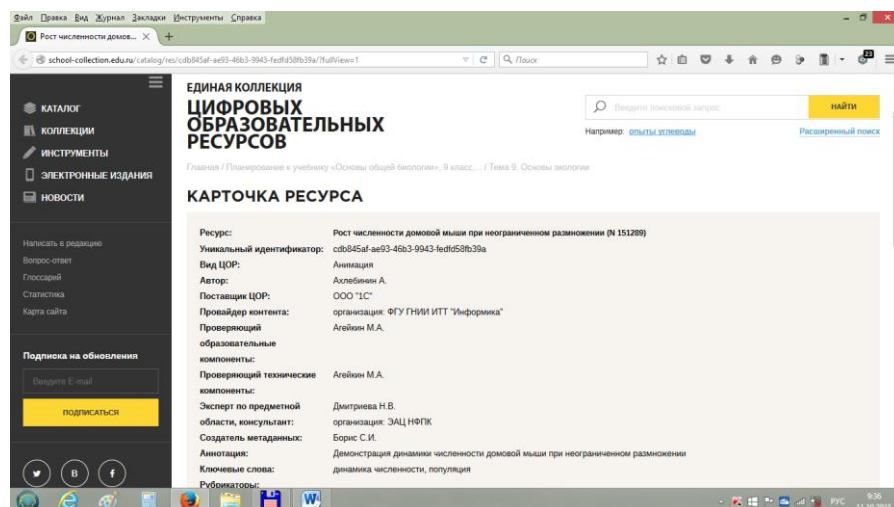 Файл Правка Вид Журнал Закладки Инструменты Справка
Рост численности домов...
school-collection.edu.ru/catalog/res/cdb845af-ae93-46b3-9943-fedfd58fb39a/?fullView=1
Поиск
23
ЕДИНАЯ КОЛЛЕКЦИЯ
ЦИФРОВЫХ
ОБРАЗОВАТЕЛЬНЫХ
РЕСУРСОВ
Введите поисковой запрос
НАЙТИ
Например: опыты углеводы
Расширенный поиск
КАТАЛОГ
КОЛЛЕКЦИИ
ИНСТРУМЕНТЫ
ЭЛЕКТРОННЫЕ ИЗДАНИЯ
НОВОСТИ
Написать в редакцию
Вопрос-ответ
Глоссарий
Статистика
Карта сайта
Подписка на обновления
Введите E-mail
ПОДПИСАТЬСЯ
Главная / Планирование к учебнику «Основы общей биологии», 9 класс,... / Тема 9. Основы экологии
КАРТОЧКА РЕСУРСА
Ресурс: Рост численности домовой мыши при неограниченном размножении (N 151289)
Уникальный идентификатор: cdb845af-ae93-46b3-9943-fedfd58fb39a
Вид ЦОР: Анимация
Автор: Ахлебинин А.
Поставщик ЦОР: ООО "1С"
Провайдер контента: организация: ФГУ ГНИИ ИТТ "Информика"
Проверяющий Агейкин М.А.
образовательные
компоненты:
Проверяющий технические Агейкин М.А.
компоненты:
Эксперт по предметной Дмитриева Н.В.
области, консультант: организация: ЭАЦ НФПК
Создатель метаданных: Борис С.И.
Аннотация: Демонстрация динамики численности домовой мыши при неограниченном размножении
Ключевые слова: динамика численности, популяция
Рубрикаторы:
РУС
9:36